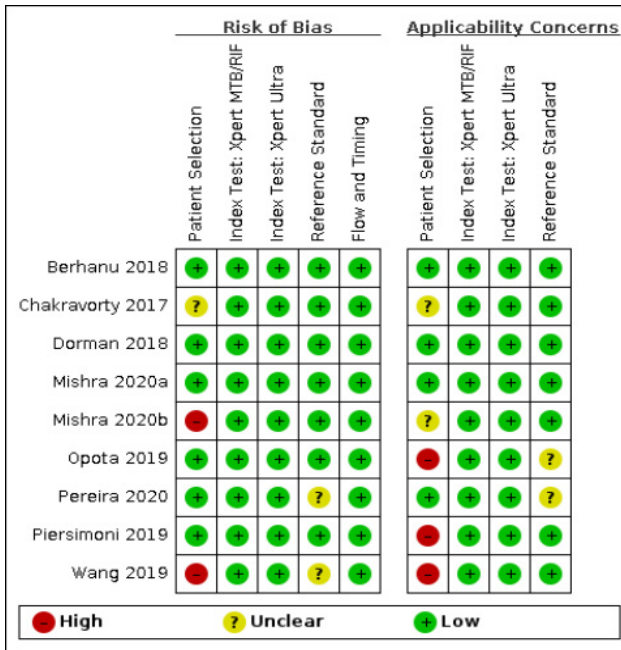 Risk of Bias Applicability Concerns
Patient Selection
Index Test: Xpert MTB/RIF
Index Test: Xpert Ultra
Reference Standard
Flow and Timing
Patient Selection
Index Test: Xpert MTB/RIF
Index Test: Xpert Ultra
Reference Standard
Berhanu 2018 + + + + + + + + +
Chakravorty 2017 ? + + + + ? + + +
Dorman 2018 + + + + + + + + +
Mishra 2020a + + + + + + + + +
Mishra 2020b - + + + + ? + + +
Opota 2019 + + + + + - + + ?
Pereira 2020 + + + ? + + + + ?
Piersimoni 2019 + + + + + - + + +
Wang 2019 - + + ? + - + + +
- High ? Unclear + Low